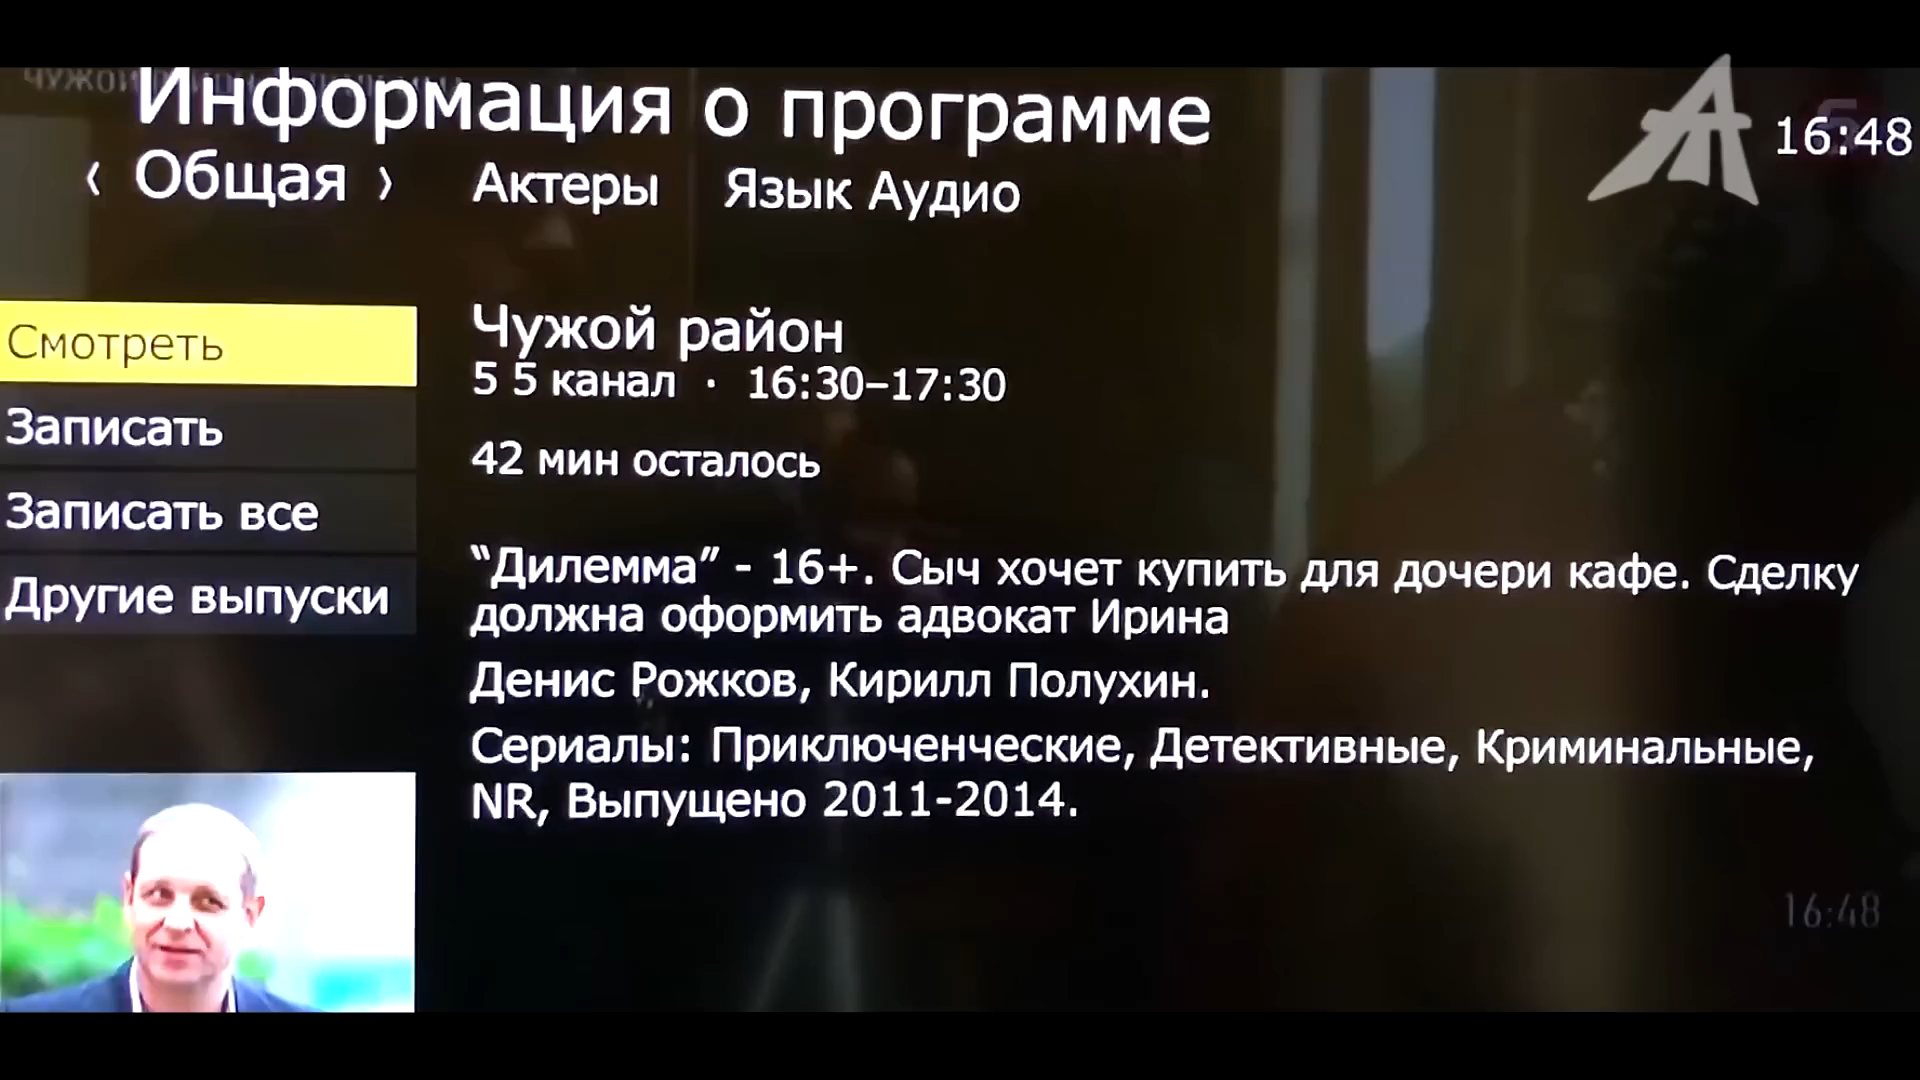 Информация о программе
16:48
‹ Общая › Актеры Язык Аудио
Смотреть
Записать
Записать все
Другие выпуски
Чужой район
5 5 канал · 16:30–17:30
42 мин осталось
“Дилемма” - 16+. Сыч хочет купить для дочери кафе. Сделку
должна оформить адвокат Ирина
Денис Рожков, Кирилл Полухин.
Сериалы: Приключенческие, Детективные, Криминальные,
NR, Выпущено 2011-2014.
16:48